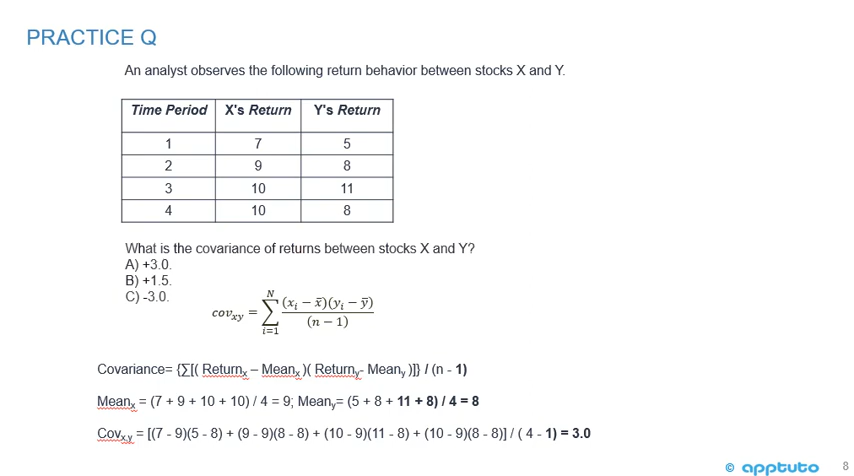 PRACTICE Q
An analyst observes the following return behavior between stocks X and Y.
Time Period X's Return Y's Return
1 7 5
2 9 8
3 10 11
4 10 8
What is the covariance of returns between stocks X and Y?
A) +3.0.
B) +1.5.
C) -3.0.
cov_xy = ∑_{i=1}^{N} (x_i − x̄)(y_i − ȳ) / (n − 1)
Covariance= {∑[( Return_x – Mean_x )( Return_y- Mean_y )]} / (n - 1)
Mean_x = (7 + 9 + 10 + 10) / 4 = 9; Mean_y= (5 + 8 + 11 + 8) / 4 = 8
Cov_x,y = [(7 - 9)(5 - 8) + (9 - 9)(8 - 8) + (10 - 9)(11 - 8) + (10 - 9)(8 - 8)] / ( 4 - 1) = 3.0
© apptuto 8